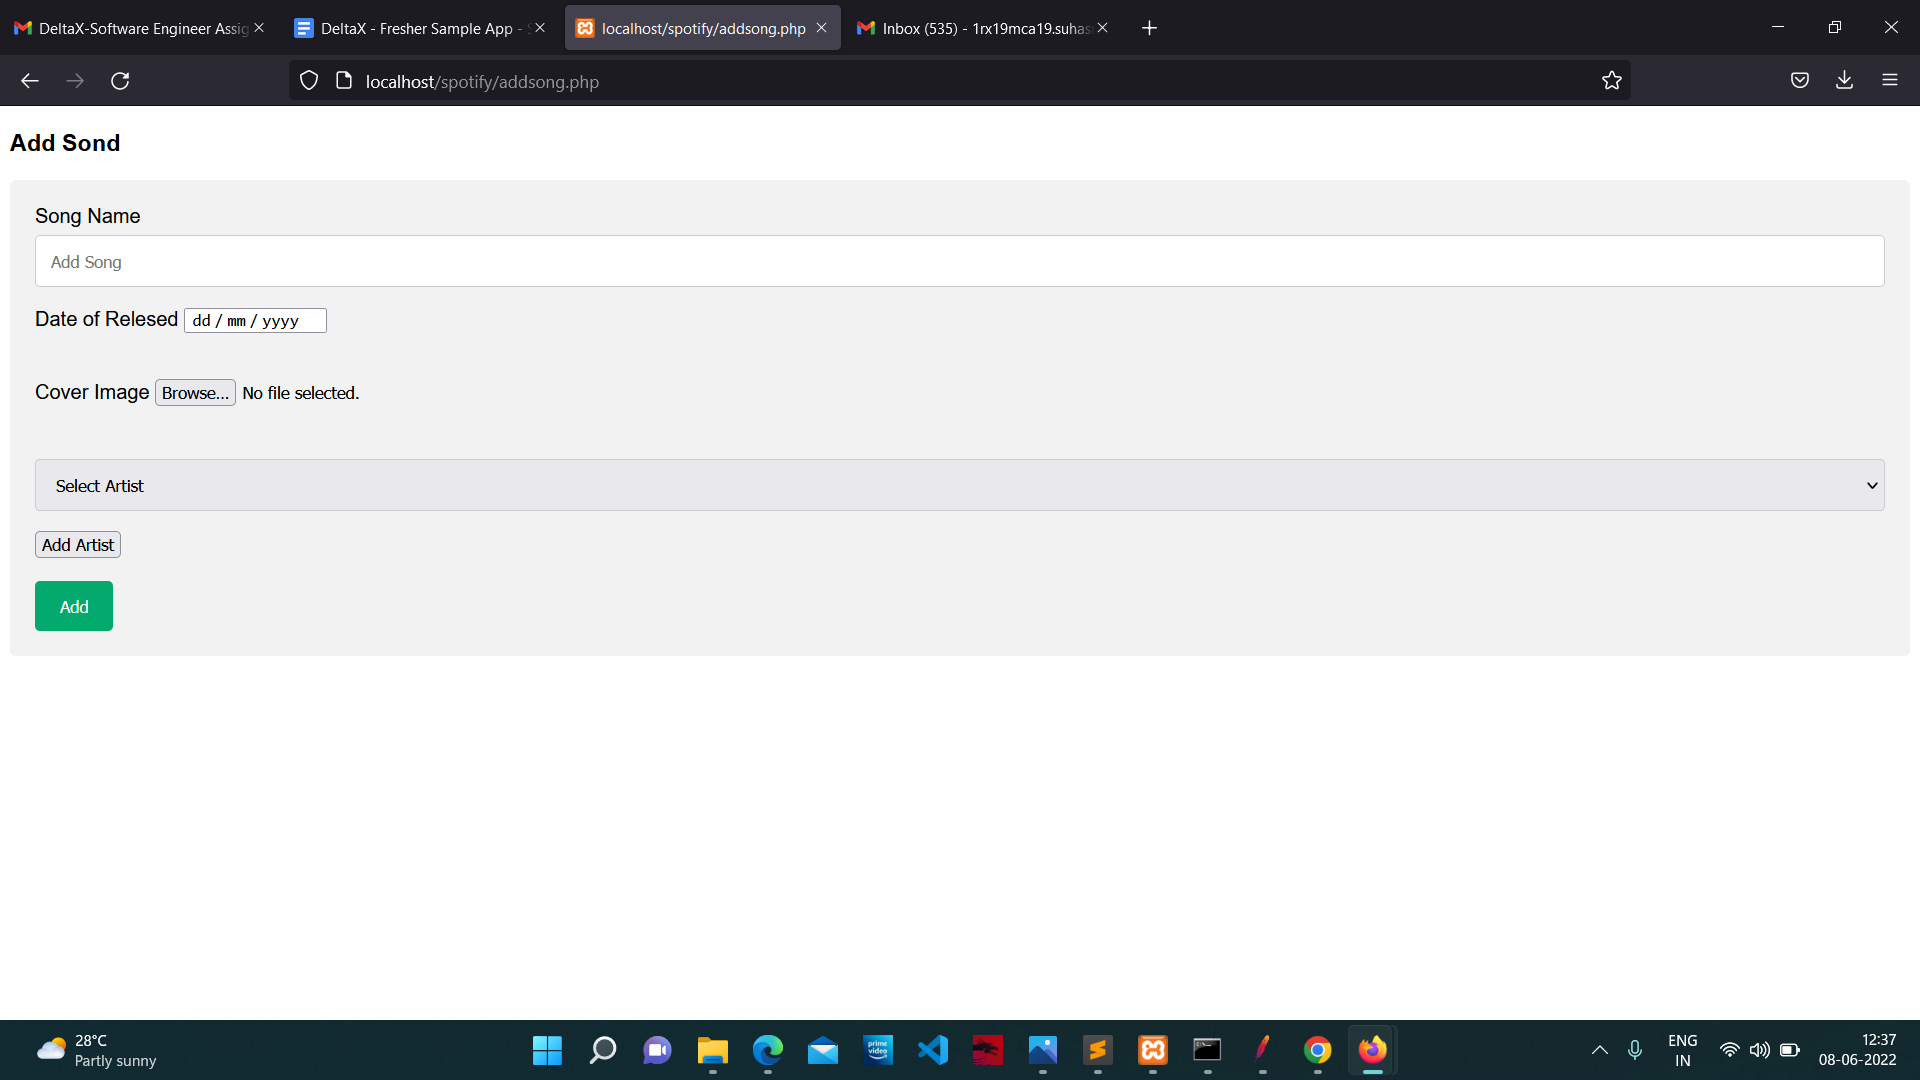 DeltaX-Software Engineer Assig
DeltaX - Fresher Sample App -
localhost/spotify/addsong.php
Inbox (535) - 1rx19mca19.suhas
localhost/spotify/addsong.php
Add Sond
Song Name
Add Song
Date of Relesed dd / mm / yyyy
Cover Image Browse... No file selected.
Select Artist
Add Artist
Add
28°C
Partly sunny
prime
video
ENG
IN
12:37
08-06-2022